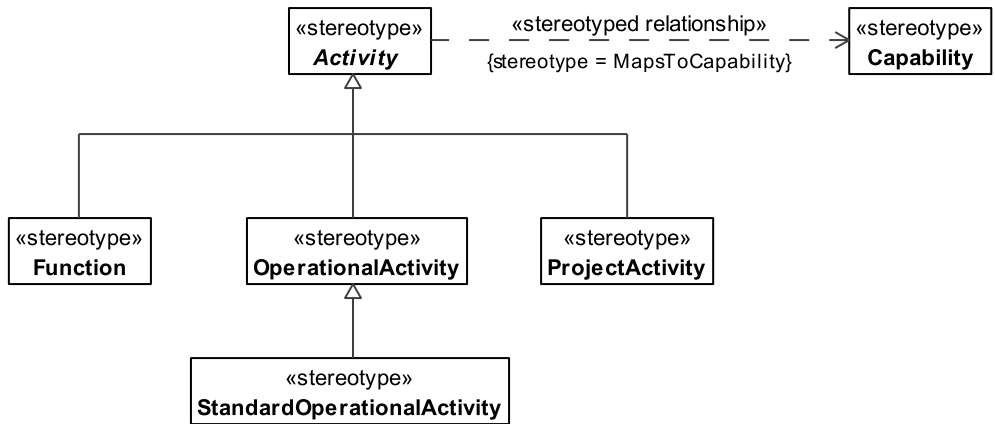 «stereotype»
Activity
«stereotyped relationship»
{stereotype = MapsToCapability}
«stereotype»
Capability
«stereotype»
Function
«stereotype»
OperationalActivity
«stereotype»
ProjectActivity
«stereotype»
StandardOperationalActivity